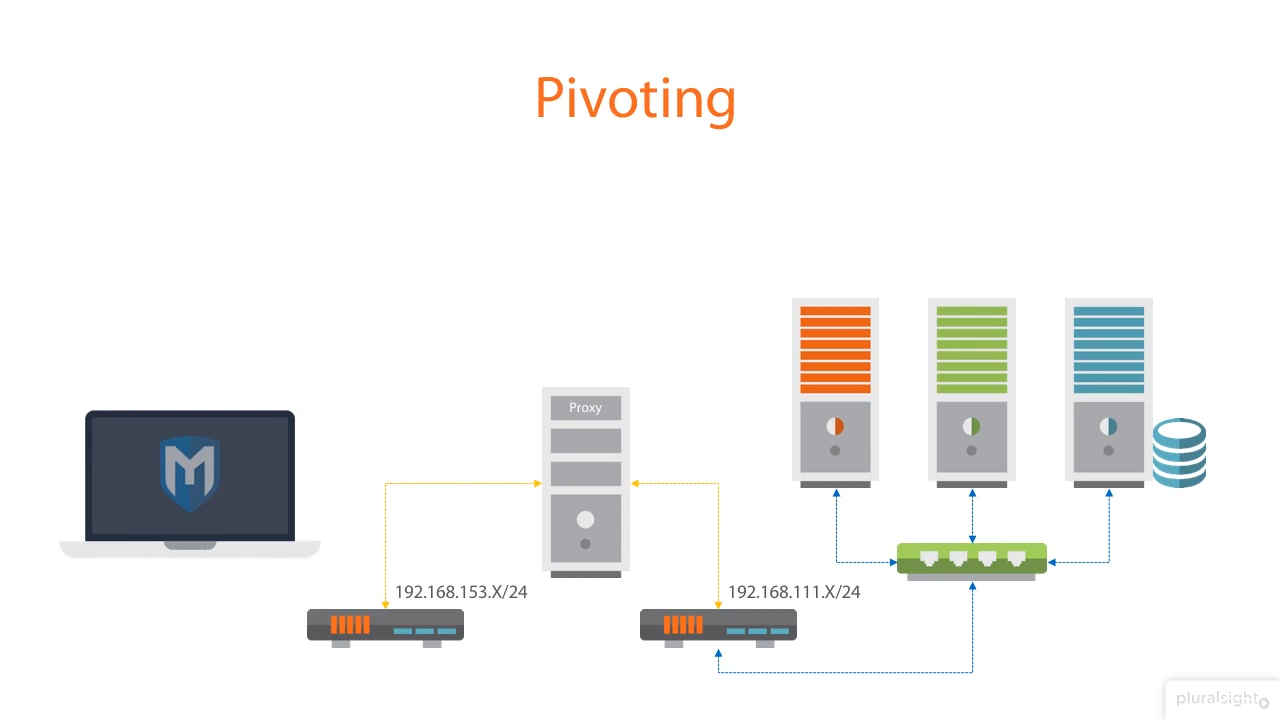 Pivoting
Proxy
192.168.153.X/24
192.168.111.X/24
pluralsight